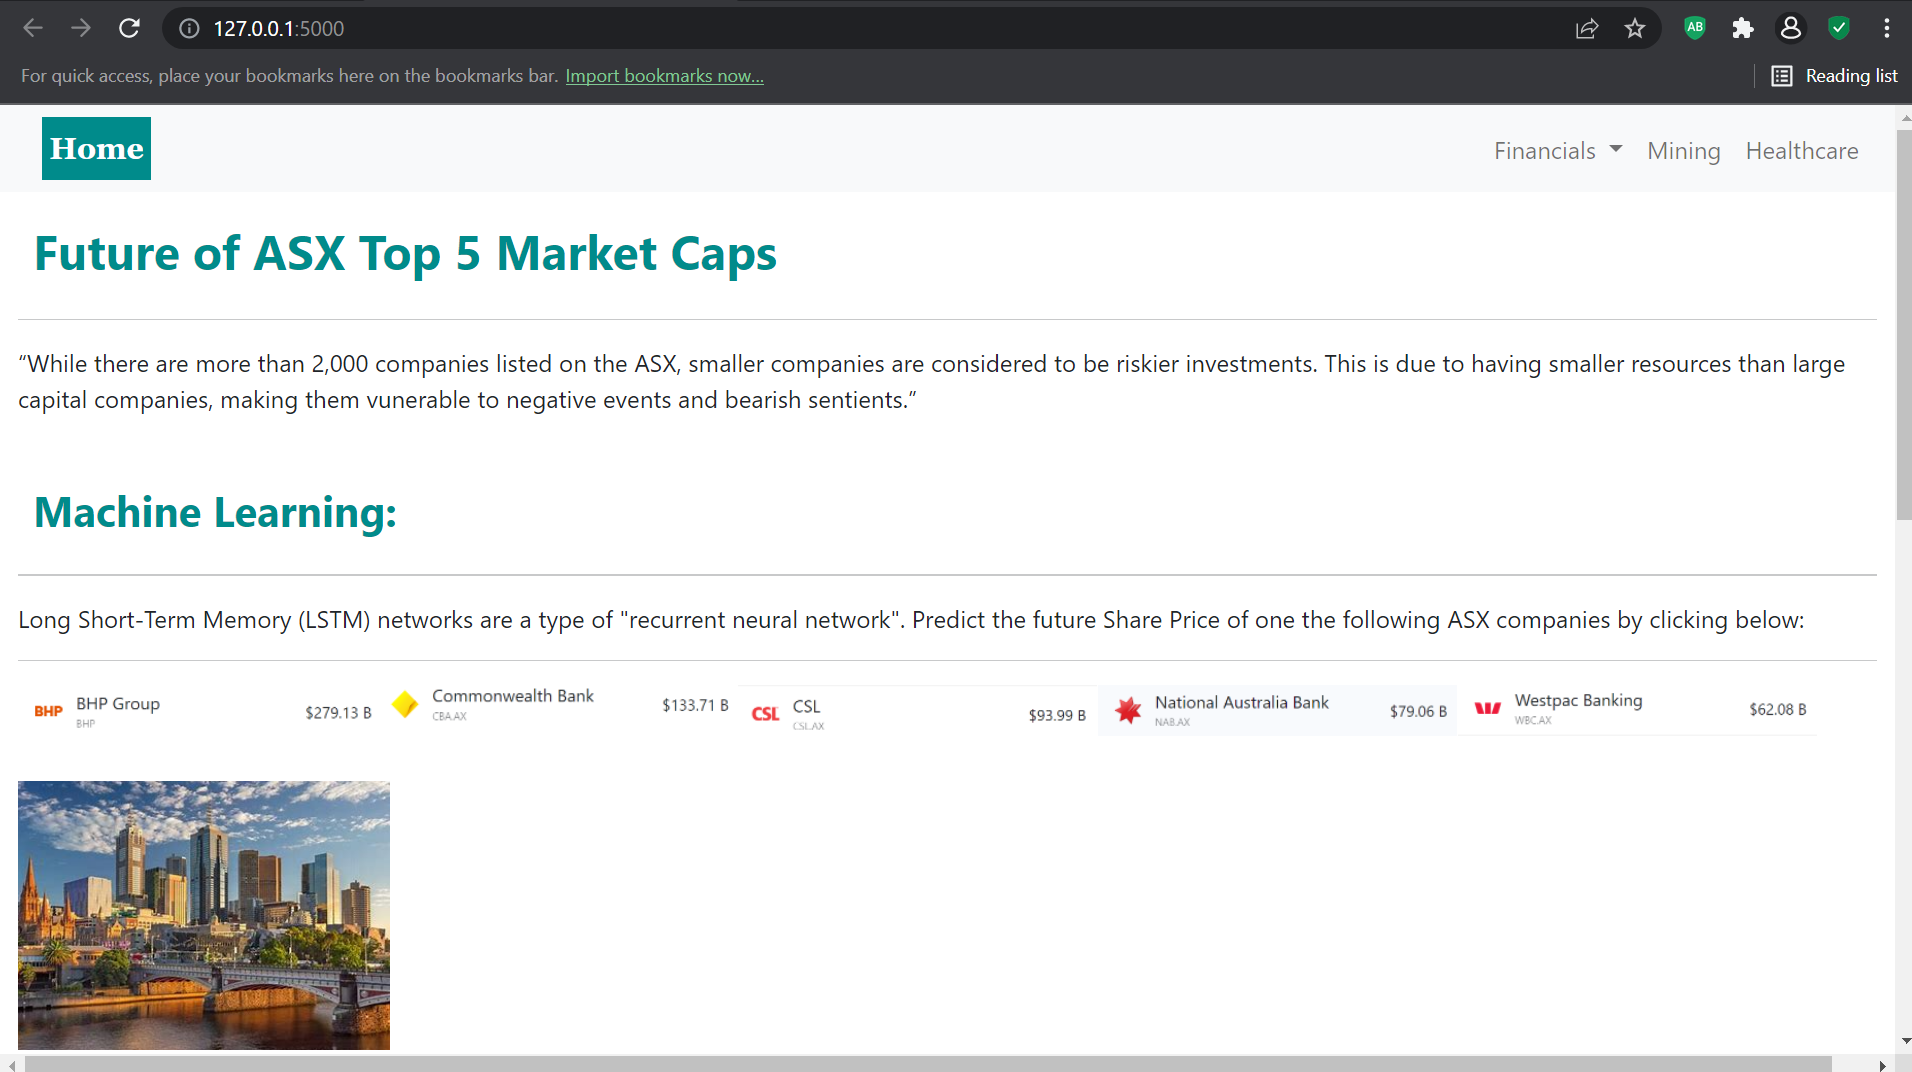 127.0.0.1:5000
AB
For quick access, place your bookmarks here on the bookmarks bar. Import bookmarks now...
Reading list
Home
Financials
Mining
Healthcare
Future of ASX Top 5 Market Caps
“While there are more than 2,000 companies listed on the ASX, smaller companies are considered to be riskier investments. This is due to having smaller resources than large
capital companies, making them vunerable to negative events and bearish sentients.”
Machine Learning:
Long Short-Term Memory (LSTM) networks are a type of "recurrent neural network". Predict the future Share Price of one the following ASX companies by clicking below:
BHP
BHP Group
BHP
$279.13 B
Commonwealth Bank
CBA.AX
$133.71 B
CSL
CSL
CSL.AX
$93.99 B
National Australia Bank
NAB.AX
$79.06 B
Westpac Banking
WBC.AX
$62.08 B